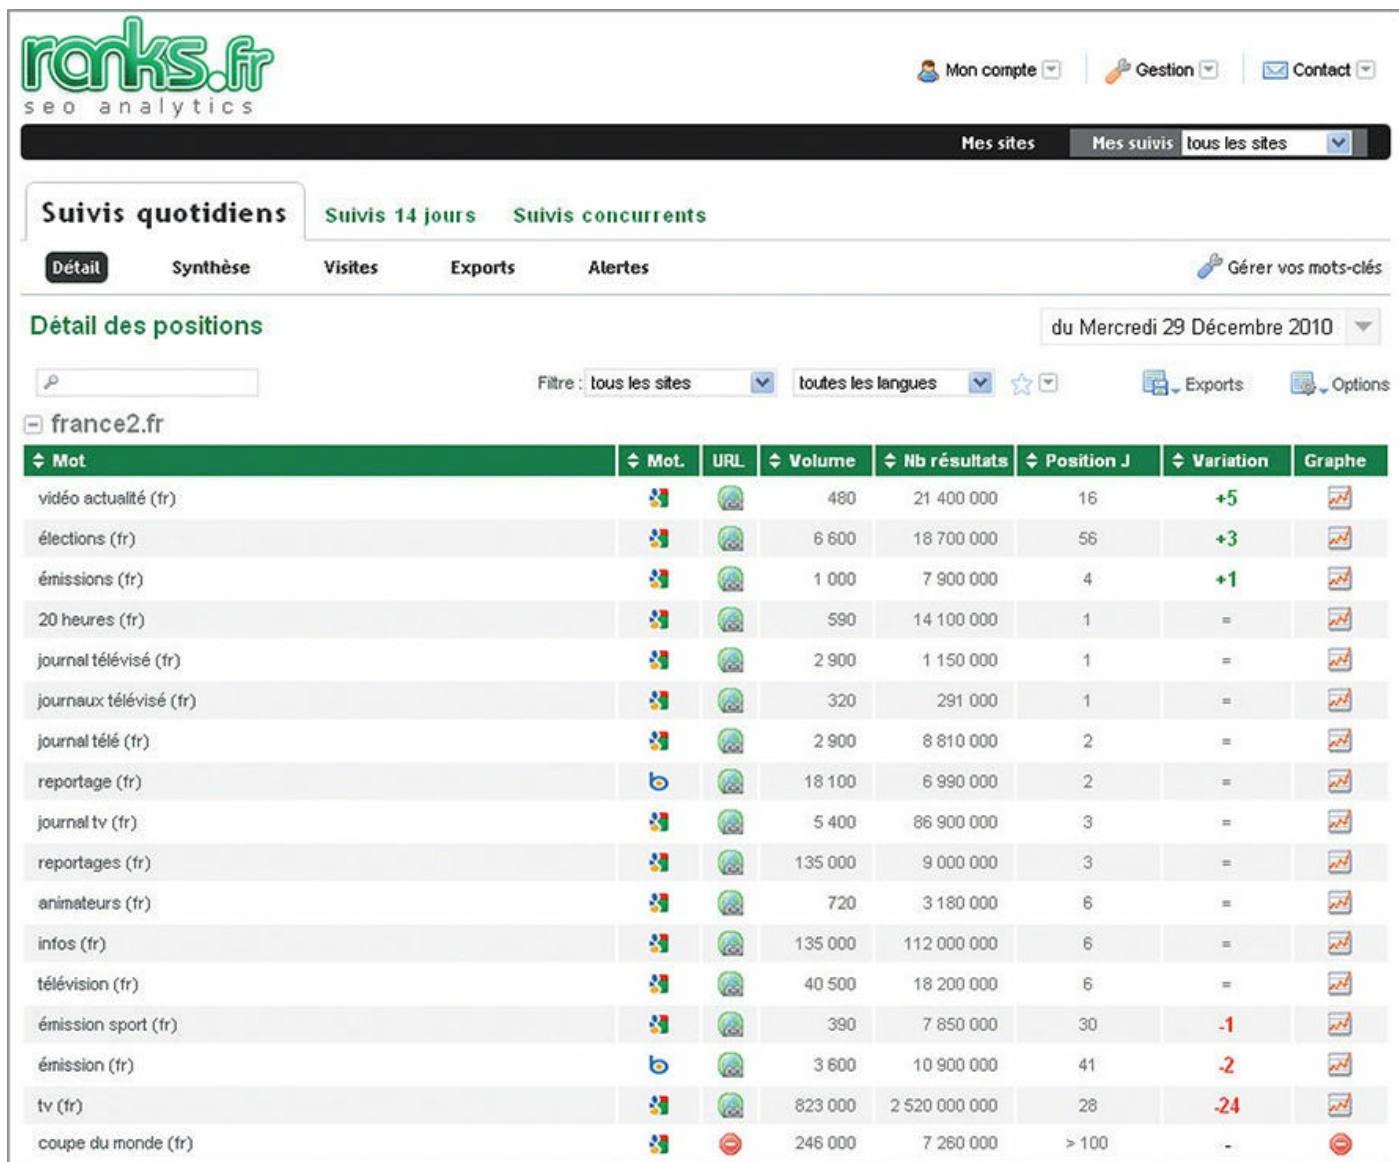 ranks.fr
seo analytics
Mon compte Gestion Contact
Mes sites Mes suivis tous les sites
Suivis quotidiens Suivis 14 jours Suivis concurrents
Détail Synthèse Visites Exports Alertes Gérer vos mots-clés
Détail des positions du Mercredi 29 Décembre 2010
Filtre : tous les sites toutes les langues Exports Options
france2.fr
Mot Mot. URL Volume Nb résultats Position J Variation Graphe
vidéo actualité (fr) 480 21 400 000 16 +5
élections (fr) 6 600 18 700 000 56 +3
émissions (fr) 1 000 7 900 000 4 +1
20 heures (fr) 590 14 100 000 1 =
journal télévisé (fr) 2 900 1 150 000 1 =
journaux télévisé (fr) 320 291 000 1 =
journal télé (fr) 2 900 8 810 000 2 =
reportage (fr) 18 100 6 990 000 2 =
journal tv (fr) 5 400 86 900 000 3 =
reportages (fr) 135 000 9 000 000 3 =
animateurs (fr) 720 3 180 000 6 =
infos (fr) 135 000 112 000 000 6 =
télévision (fr) 40 500 18 200 000 6 =
émission sport (fr) 390 7 850 000 30 -1
émission (fr) 3 600 10 900 000 41 -2
tv (fr) 823 000 2 520 000 000 28 -24
coupe du monde (fr) 246 000 7 260 000 > 100 -